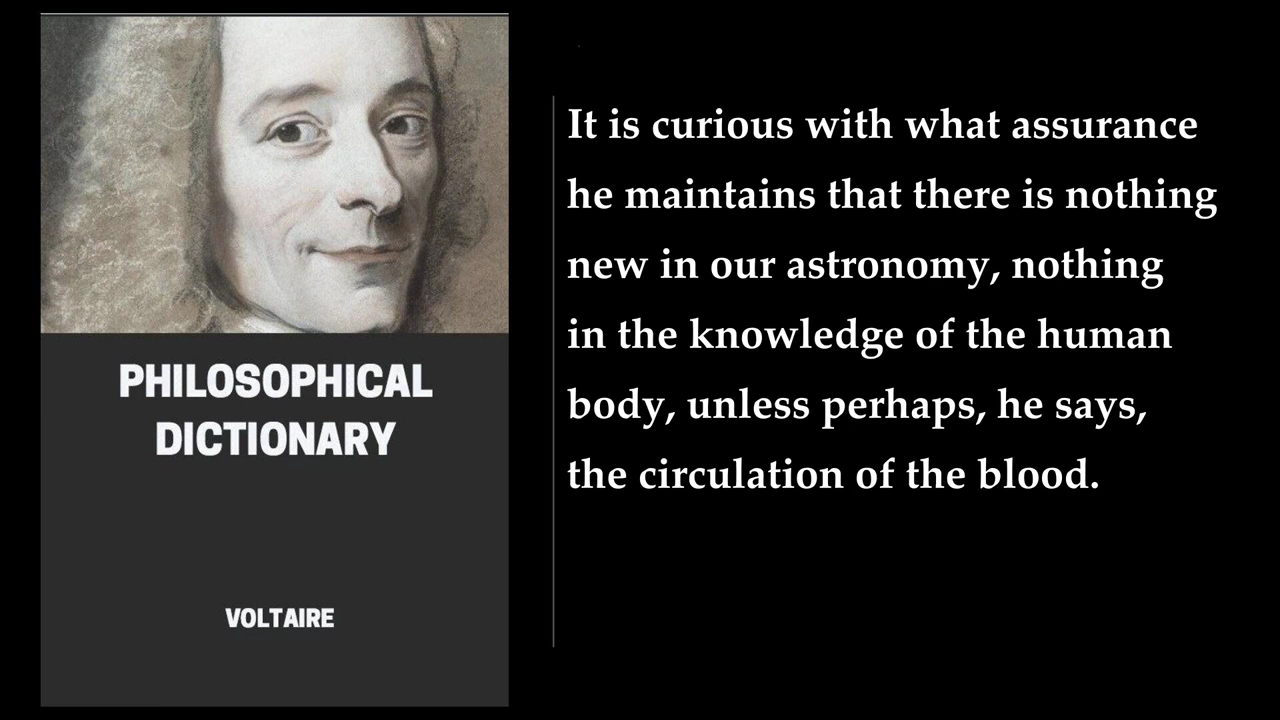 PHILOSOPHICAL
DICTIONARY
VOLTAIRE
It is curious with what assurance
he maintains that there is nothing
new in our astronomy, nothing
in the knowledge of the human
body, unless perhaps, he says,
the circulation of the blood.